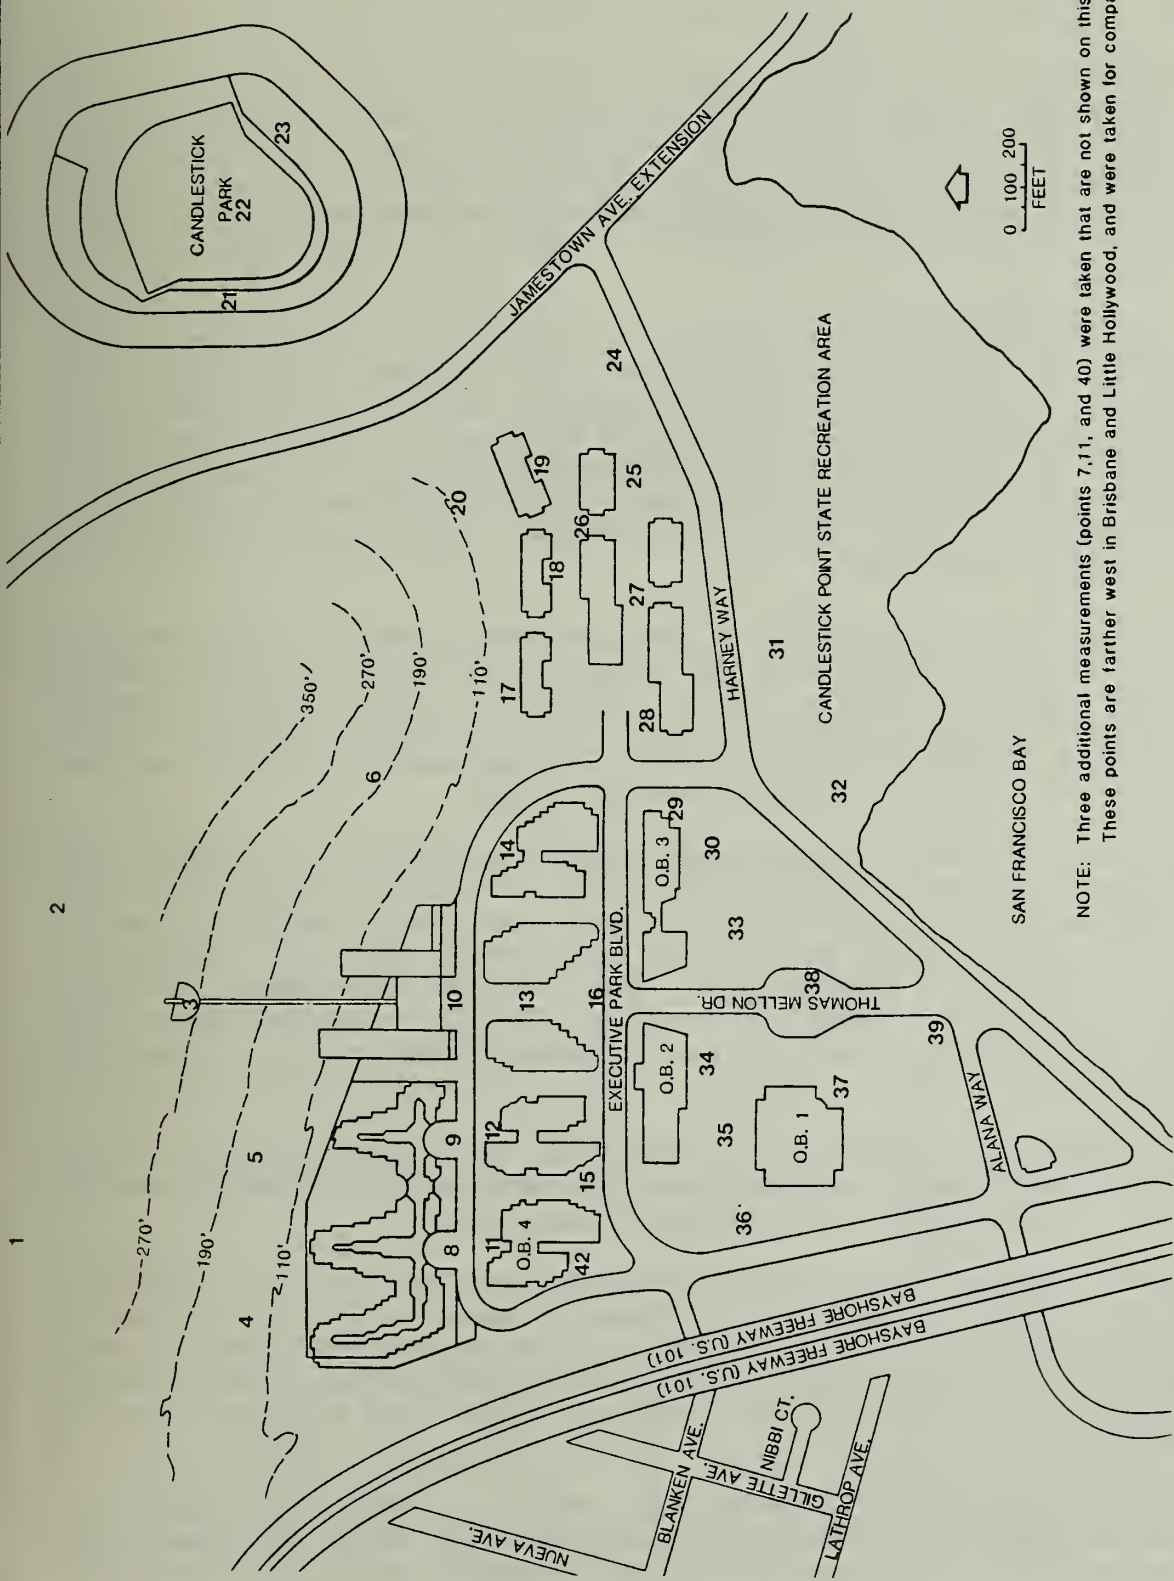 1
2
CANDLESTICK
PARK
22
21
23
3
350'
270'
270'
190'
190'
110'
110'
4
5
6
20
JAMESTOWN AVE. EXTENSION
8
9
10
11
O.B. 4
42
12
15
13
16
14
17
18
19
24
25
26
27
28
EXECUTIVE PARK BLVD.
HARNEY WAY
O.B. 3
29
30
31
32
33
O.B. 2
34
35
36
O.B. 1
37
38
39
THOMAS MELLON DR.
ALANA WAY
CANDLESTICK POINT STATE RECREATION AREA
BAYSHORE FREEWAY (U.S. 101)
BAYSHORE FREEWAY (U.S. 101)
NUEVA AVE.
BLANKEN AVE.
GILLETTE AVE.
NIBBI CT.
LATHROP AVE.
SAN FRANCISCO BAY
0 100 200
FEET
NOTE: Three additional measurements (points 7,11, and 40) were taken that are not shown on this
These points are farther west in Brisbane and Little Hollywood, and were taken for